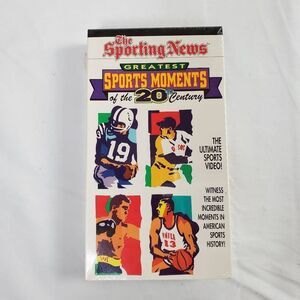 The
Sporting News
GREATEST
SPORTS MOMENTS
of the 20th Century
19
THE
ULTIMATE
SPORTS
VIDEO!
WITNESS
THE MOST
INCREDIBLE
MOMENTS IN
AMERICAN
SPORTS
HISTORY!
13